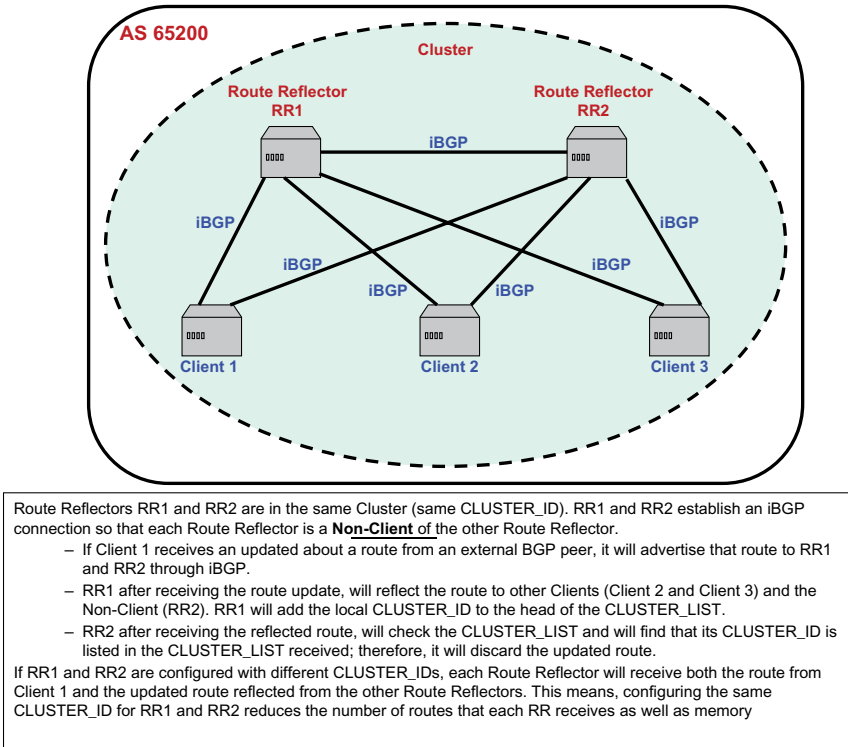 AS 65200
Cluster
Route Reflector
RR1
Route Reflector
RR2
iBGP
iBGP
iBGP
iBGP
iBGP
iBGP
iBGP
Client 1
Client 2
Client 3
Route Reflectors RR1 and RR2 are in the same Cluster (same CLUSTER_ID). RR1 and RR2 establish an iBGP
connection so that each Route Reflector is a Non-Client of the other Route Reflector.
– If Client 1 receives an updated about a route from an external BGP peer, it will advertise that route to RR1
and RR2 through iBGP.
– RR1 after receiving the route update, will reflect the route to other Clients (Client 2 and Client 3) and the
Non-Client (RR2). RR1 will add the local CLUSTER_ID to the head of the CLUSTER_LIST.
– RR2 after receiving the reflected route, will check the CLUSTER_LIST and will find that its CLUSTER_ID is
listed in the CLUSTER_LIST received; therefore, it will discard the updated route.
If RR1 and RR2 are configured with different CLUSTER_IDs, each Route Reflector will receive both the route from
Client 1 and the updated route reflected from the other Route Reflectors. This means, configuring the same
CLUSTER_ID for RR1 and RR2 reduces the number of routes that each RR receives as well as memory